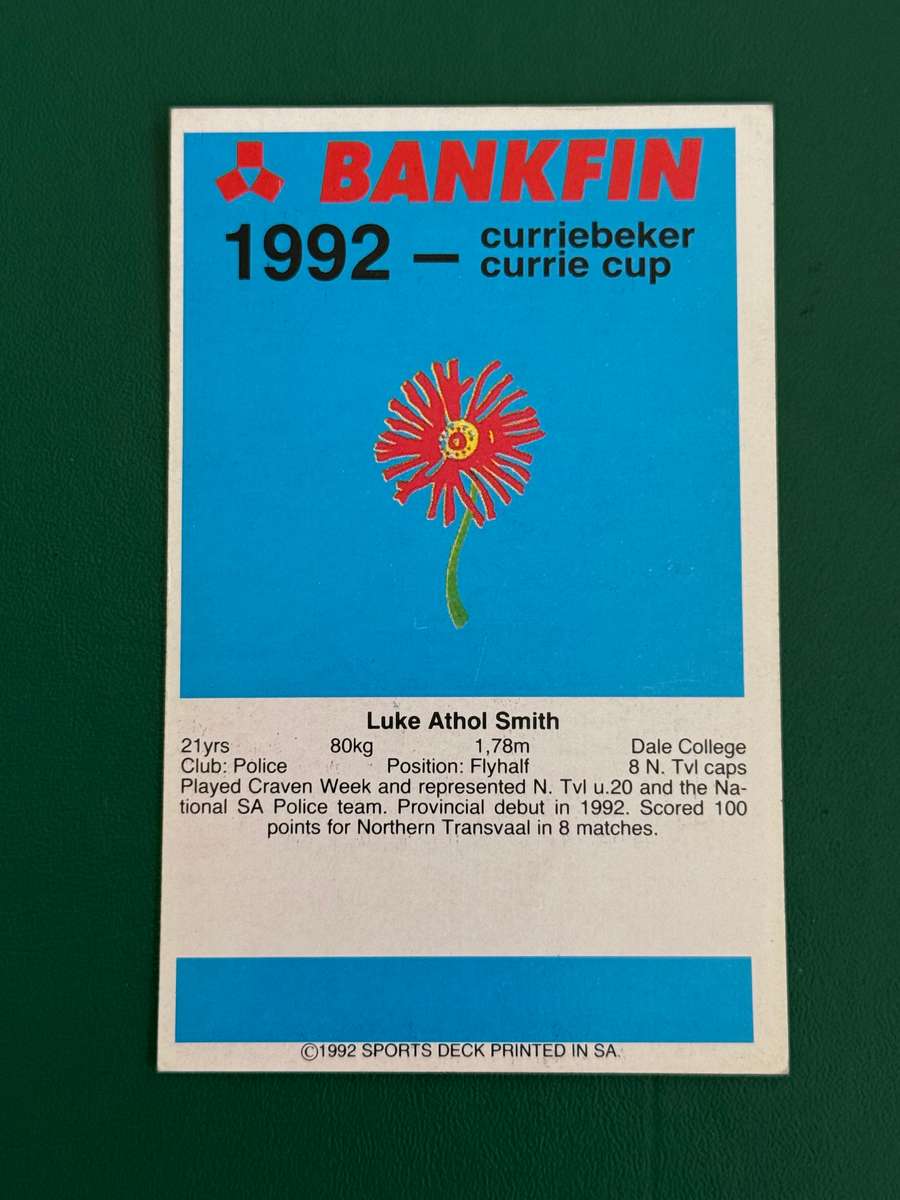 BANKFIN
1992 – curriebeker
currie cup
Luke Athol Smith
21yrs 80kg 1,78m Dale College
Club: Police Position: Flyhalf 8 N. Tvl caps
Played Craven Week and represented N. Tvl u.20 and the Na-
tional SA Police team. Provincial debut in 1992. Scored 100
points for Northern Transvaal in 8 matches.
©1992 SPORTS DECK PRINTED IN SA.